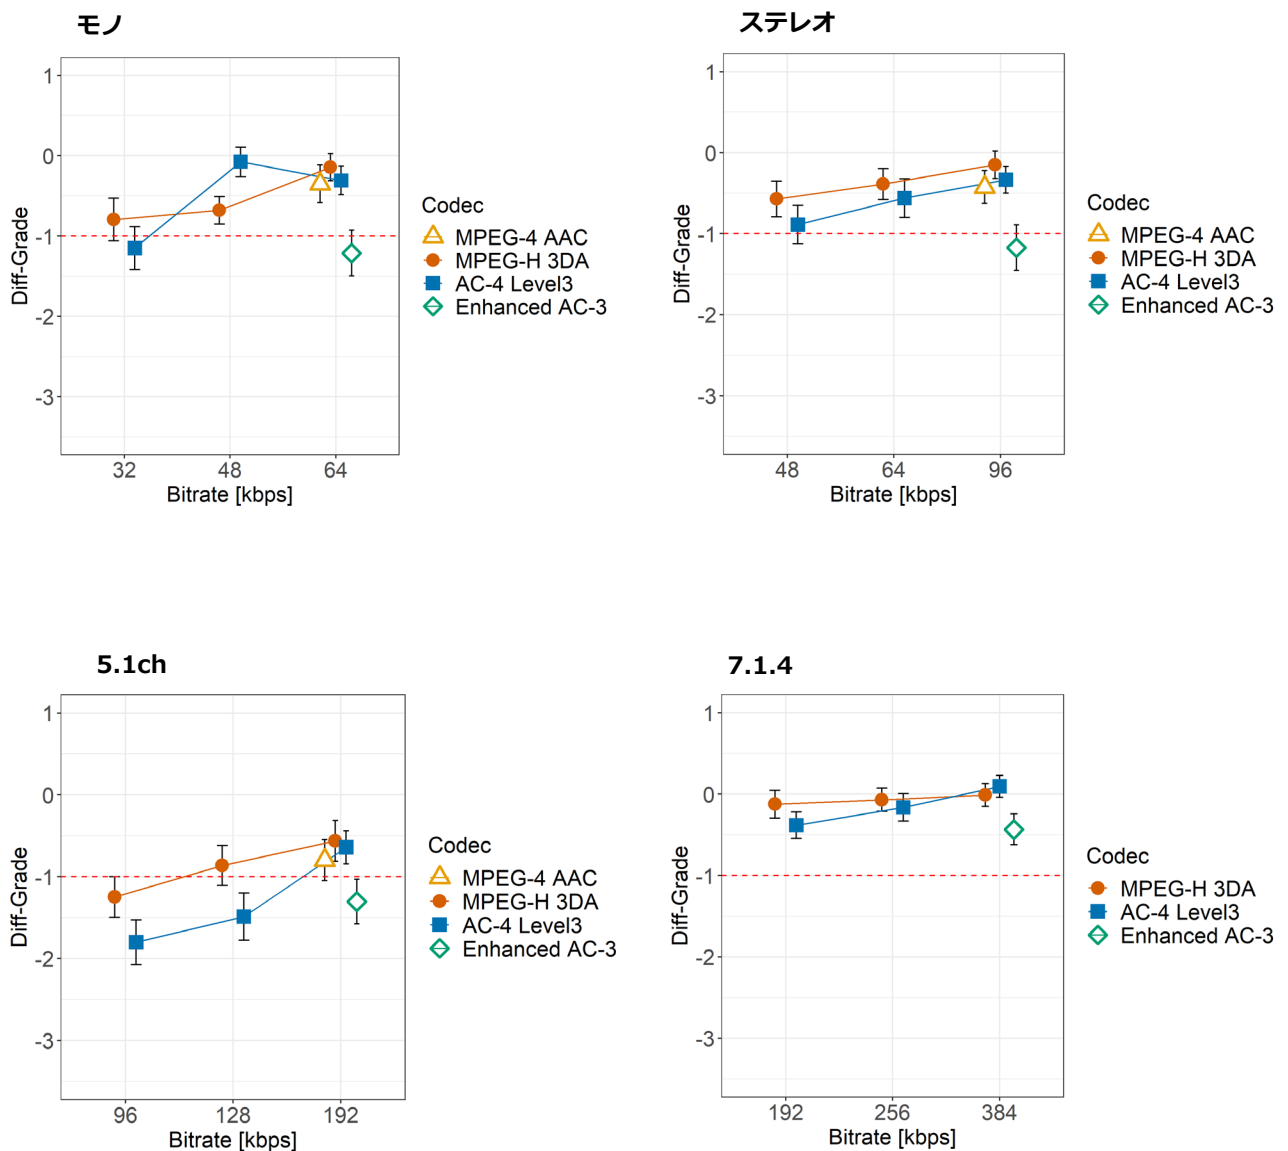 モノ
1
0
-1
-2
-3
Diff-Grade
32
48
64
Bitrate [kbps]
Codec
MPEG-4 AAC
MPEG-H 3DA
AC-4 Level3
Enhanced AC-3
ステレオ
1
0
-1
-2
-3
Diff-Grade
48
64
96
Bitrate [kbps]
Codec
MPEG-4 AAC
MPEG-H 3DA
AC-4 Level3
Enhanced AC-3
5.1ch
1
0
-1
-2
-3
Diff-Grade
96
128
192
Bitrate [kbps]
Codec
MPEG-4 AAC
MPEG-H 3DA
AC-4 Level3
Enhanced AC-3
7.1.4
1
0
-1
-2
-3
Diff-Grade
192
256
384
Bitrate [kbps]
Codec
MPEG-H 3DA
AC-4 Level3
Enhanced AC-3